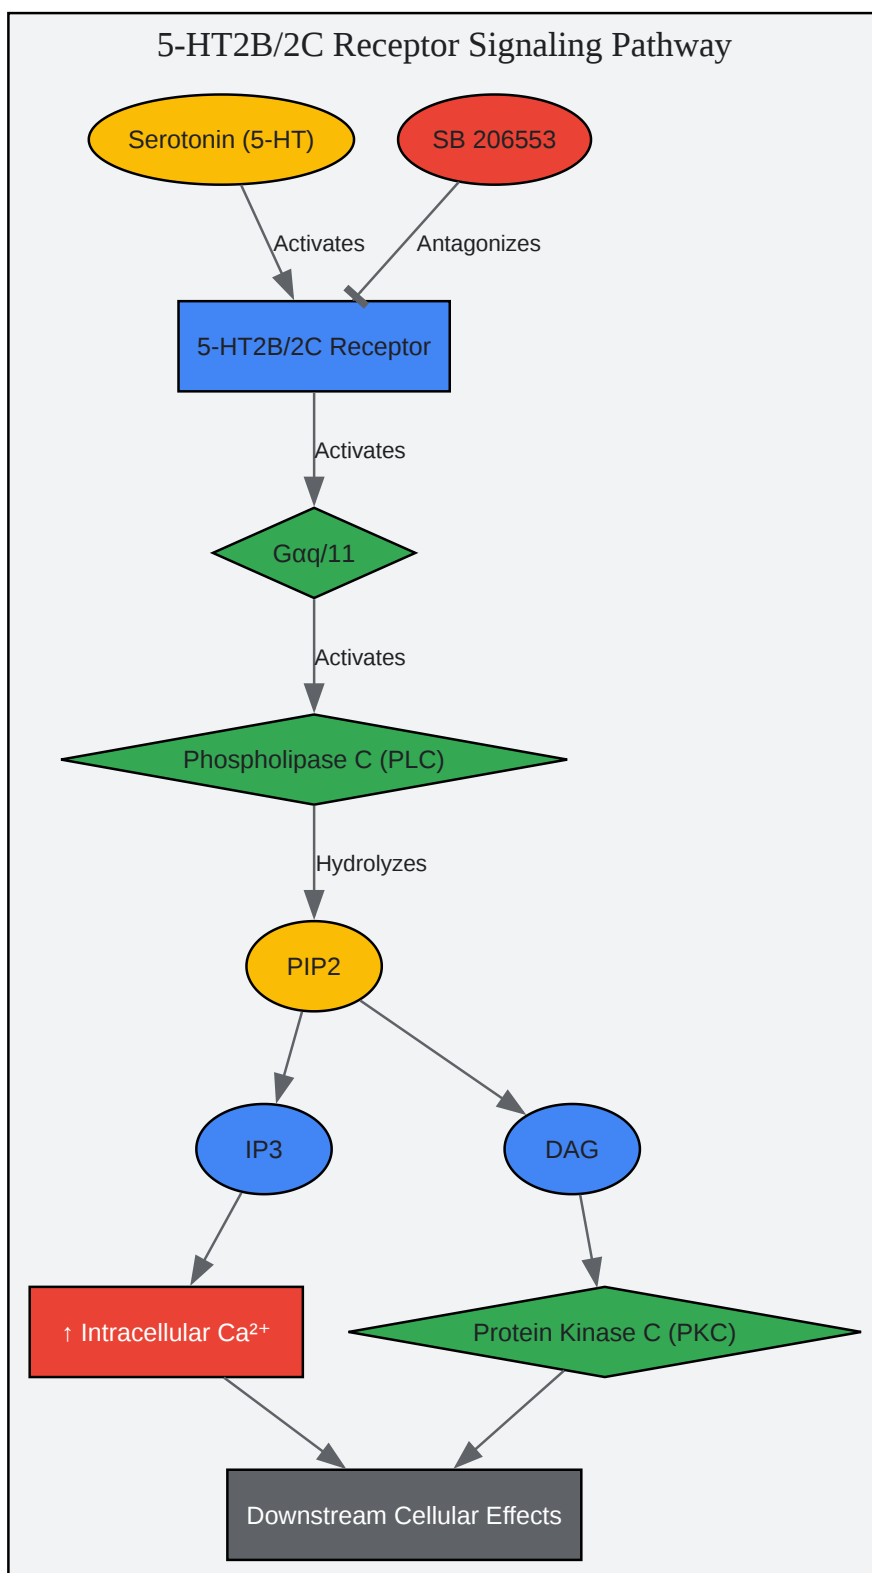 5-HT2B/2C Receptor Signaling Pathway
Serotonin (5-HT)
SB 206553
Activates
Antagonizes
5-HT2B/2C Receptor
Activates
Gαq/11
Activates
Phospholipase C (PLC)
Hydrolyzes
PIP2
IP3
DAG
↑ Intracellular Ca²⁺
Protein Kinase C (PKC)
Downstream Cellular Effects